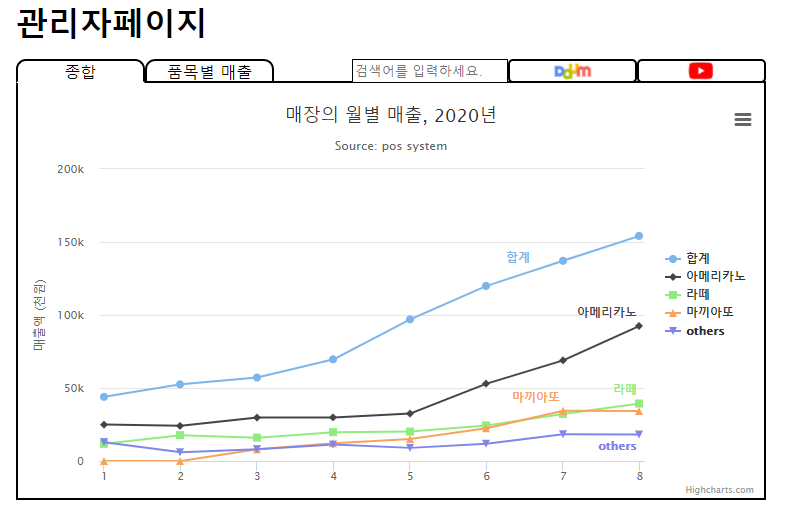 관리자페이지
종합
품목별 매출
검색어를 입력하세요.
Daum
매장의 월별 매출, 2020년
Source: pos system
매출액 (천원)
200k
150k
100k
50k
0
1 2 3 4 5 6 7 8
합계
아메리카노
라떼
마끼아또
others
합계
아메리카노
라떼
마끼아또
others
Highcharts.com